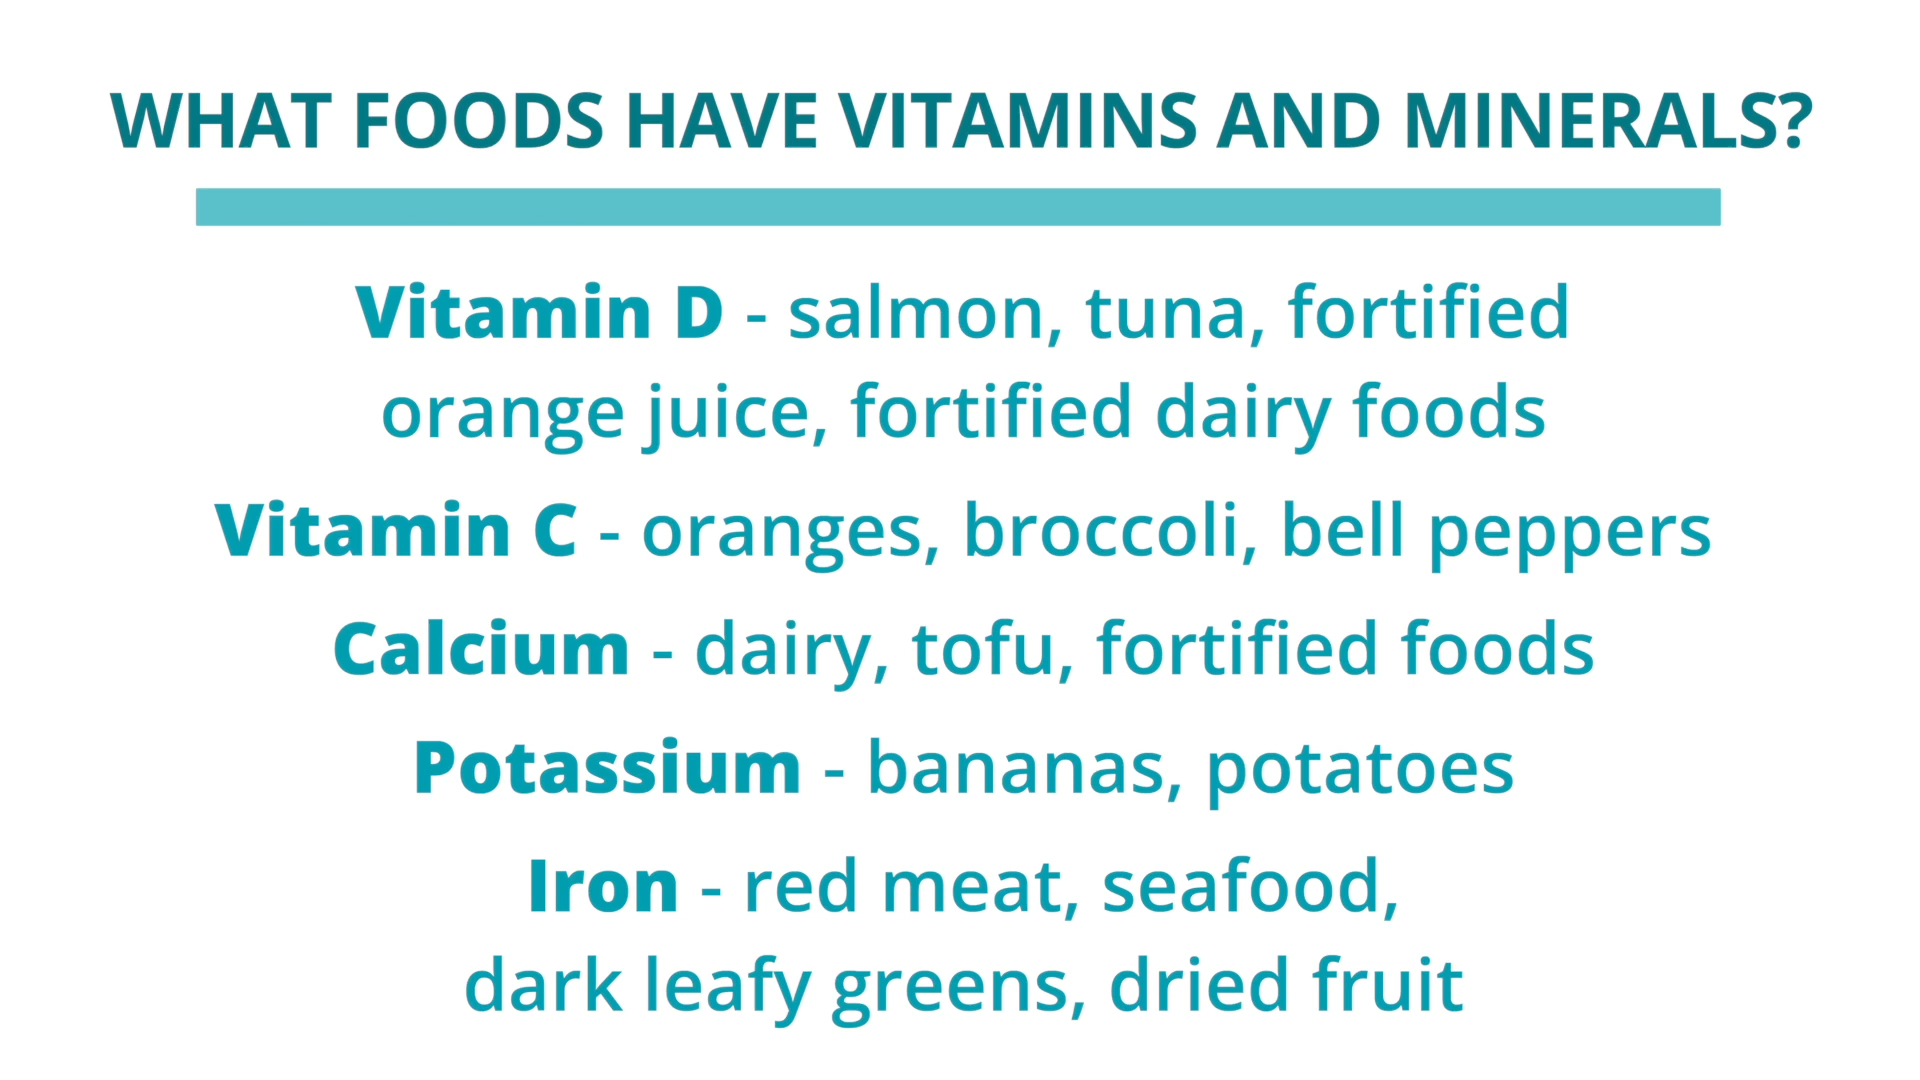 WHAT FOODS HAVE VITAMINS AND MINERALS?
Vitamin D - salmon, tuna, fortified
orange juice, fortified dairy foods
Vitamin C - oranges, broccoli, bell peppers
Calcium - dairy, tofu, fortified foods
Potassium - bananas, potatoes
Iron - red meat, seafood,
dark leafy greens, dried fruit